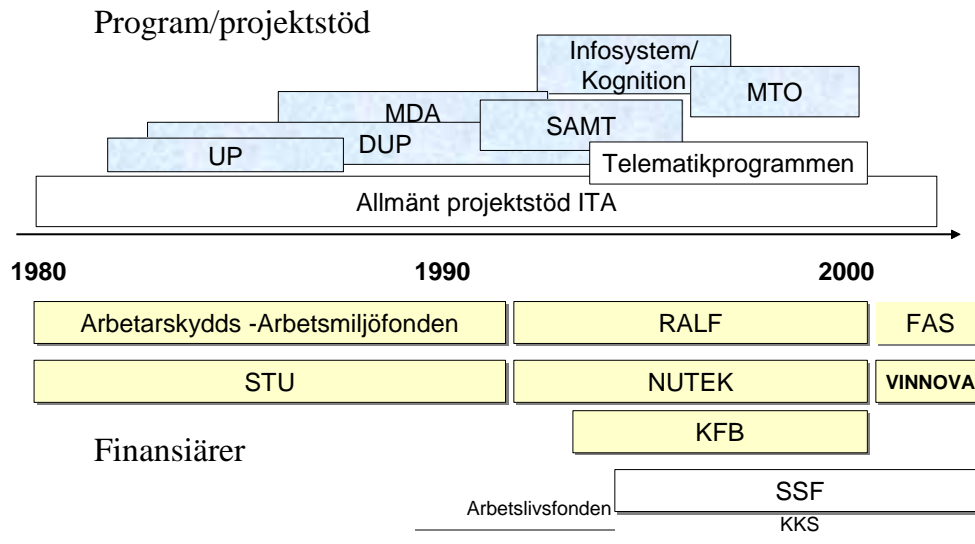 Program/projektstöd
Infosystem/
Kognition
MTO
MDA
SAMT
DUP
UP
Telematikprogrammen
Allmänt projektstöd ITA
1980
1990
2000
Arbetarskydds -Arbetsmiljöfonden
RALF
FAS
STU
NUTEK
VINNOVA
KFB
Finansiärer
SSF
Arbetslivsfonden
KKS